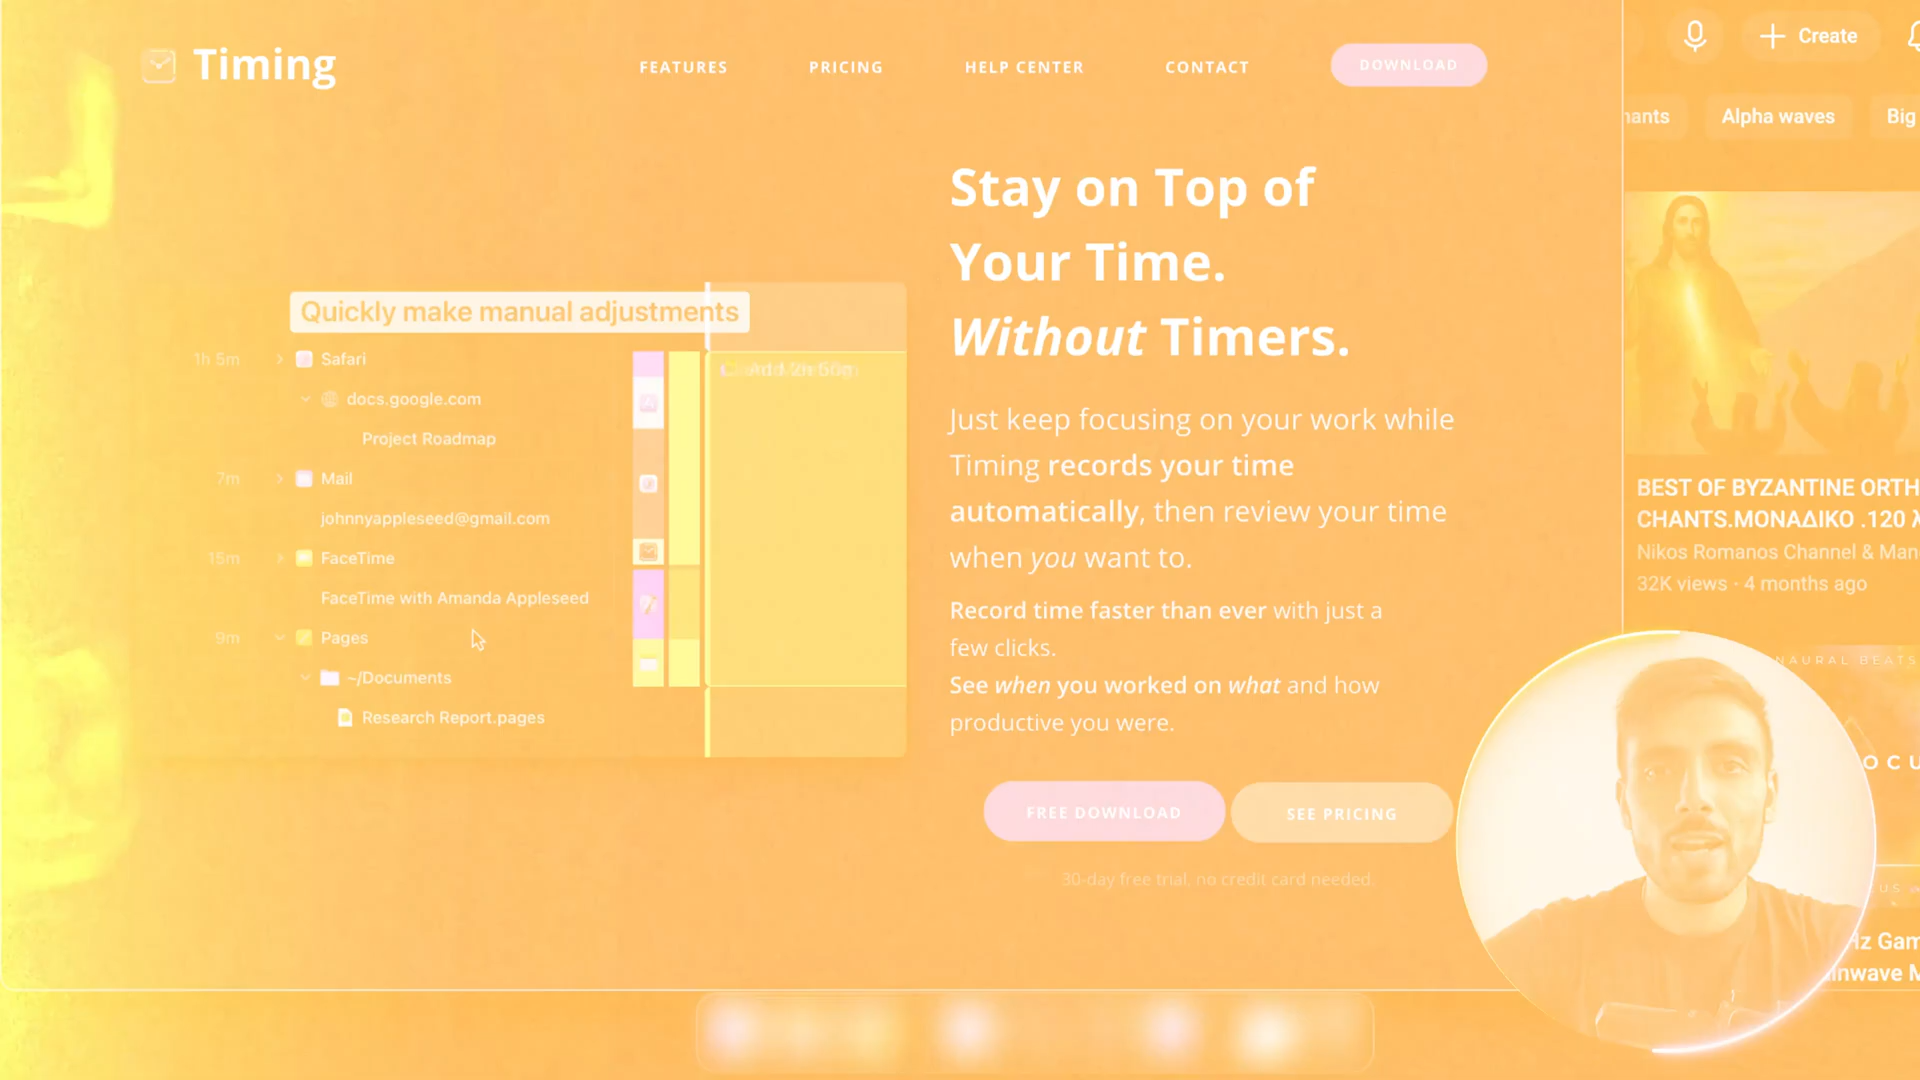 Timing
FEATURES
PRICING
HELP CENTER
CONTACT
DOWNLOAD
Create
Alpha waves
Big
Stay on Top of
Your Time.
Without Timers.
Just keep focusing on your work while
Timing records your time
automatically, then review your time
when you want to.
Record time faster than ever with just a
few clicks.
See when you worked on what and how
productive you were.
FREE DOWNLOAD
SEE PRICING
30-day free trial, no credit card needed.
Quickly make manual adjustments
1h 5m
Safari
docs.google.com
Project Roadmap
7m
Mail
johnnyappleseed@gmail.com
15m
FaceTime
FaceTime with Amanda Appleseed
9m
Pages
~/Documents
Research Report.pages
BEST OF BYZANTINE ORTH
CHANTS.ΜΟΝΑΔΙΚΟ .120 λ
Nikos Romanos Channel & Man
32K views · 4 months ago
NAURAL BEATS
OCU
Hz Gam
inwave M